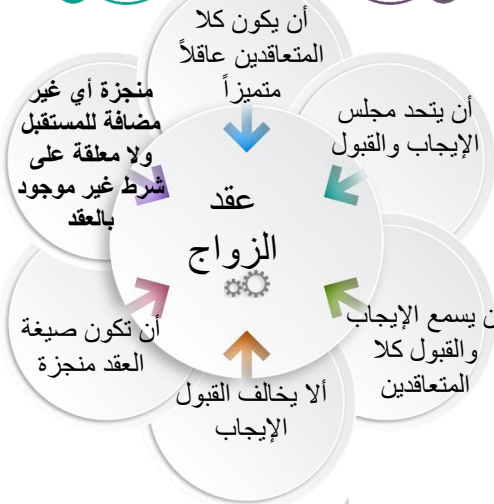 أن يكون كلا
المتعاقدين عاقلاً
متميزاً
أن يتحد مجلس
الإيجاب والقبول
ن يسمع الإيجاب
والقبول كلا
المتعاقدين
ألا يخالف القبول
الإيجاب
أن تكون صيغة
العقد منجزة
منجزة أي غير
مضافة للمستقبل
ولا معلقة على
شرط غير موجود
بالعقد
عقد
الزواج